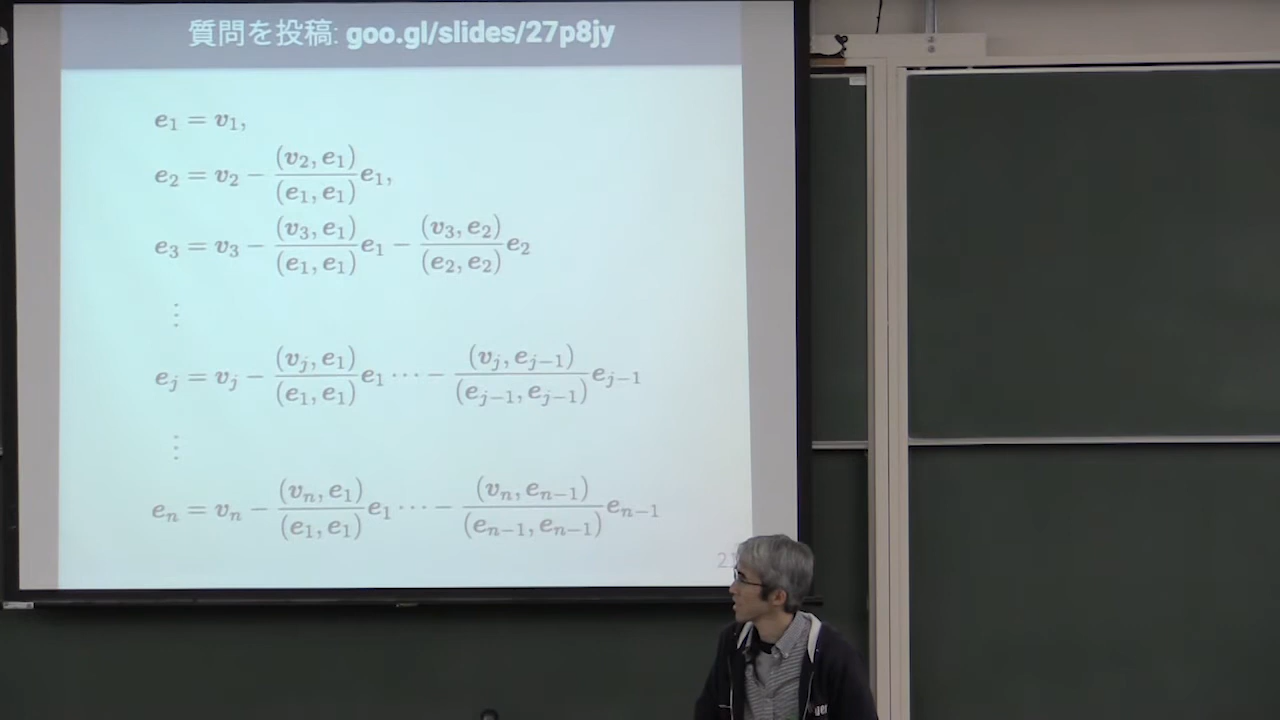 質問を投稿: goo.gl/slides/27p8jy
e₁ = v₁,
e₂ = v₂ − (v₂, e₁)/(e₁, e₁) e₁,
e₃ = v₃ − (v₃, e₁)/(e₁, e₁) e₁ − (v₃, e₂)/(e₂, e₂) e₂
⋮
eⱼ = vⱼ − (vⱼ, e₁)/(e₁, e₁) e₁ ⋯ − (vⱼ, eⱼ₋₁)/(eⱼ₋₁, eⱼ₋₁) eⱼ₋₁
⋮
eₙ = vₙ − (vₙ, e₁)/(e₁, e₁) e₁ ⋯ − (vₙ, eₙ₋₁)/(eₙ₋₁, eₙ₋₁) eₙ₋₁